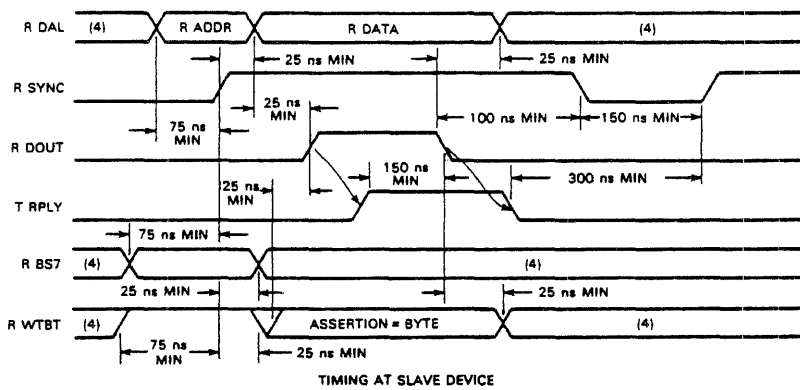 R DAL (4) R ADDR R DATA (4)
25 ns MIN 25 ns MIN
R SYNC
25 ns MIN
75 ns MIN
100 ns MIN 150 ns MIN
R DOUT
150 ns MIN
300 ns MIN
25 ns MIN
T RPLY
75 ns MIN
R BS7 (4) (4)
25 ns MIN 25 ns MIN
R WTBT (4) ASSERTION = BYTE (4)
75 ns MIN
25 ns MIN
TIMING AT SLAVE DEVICE